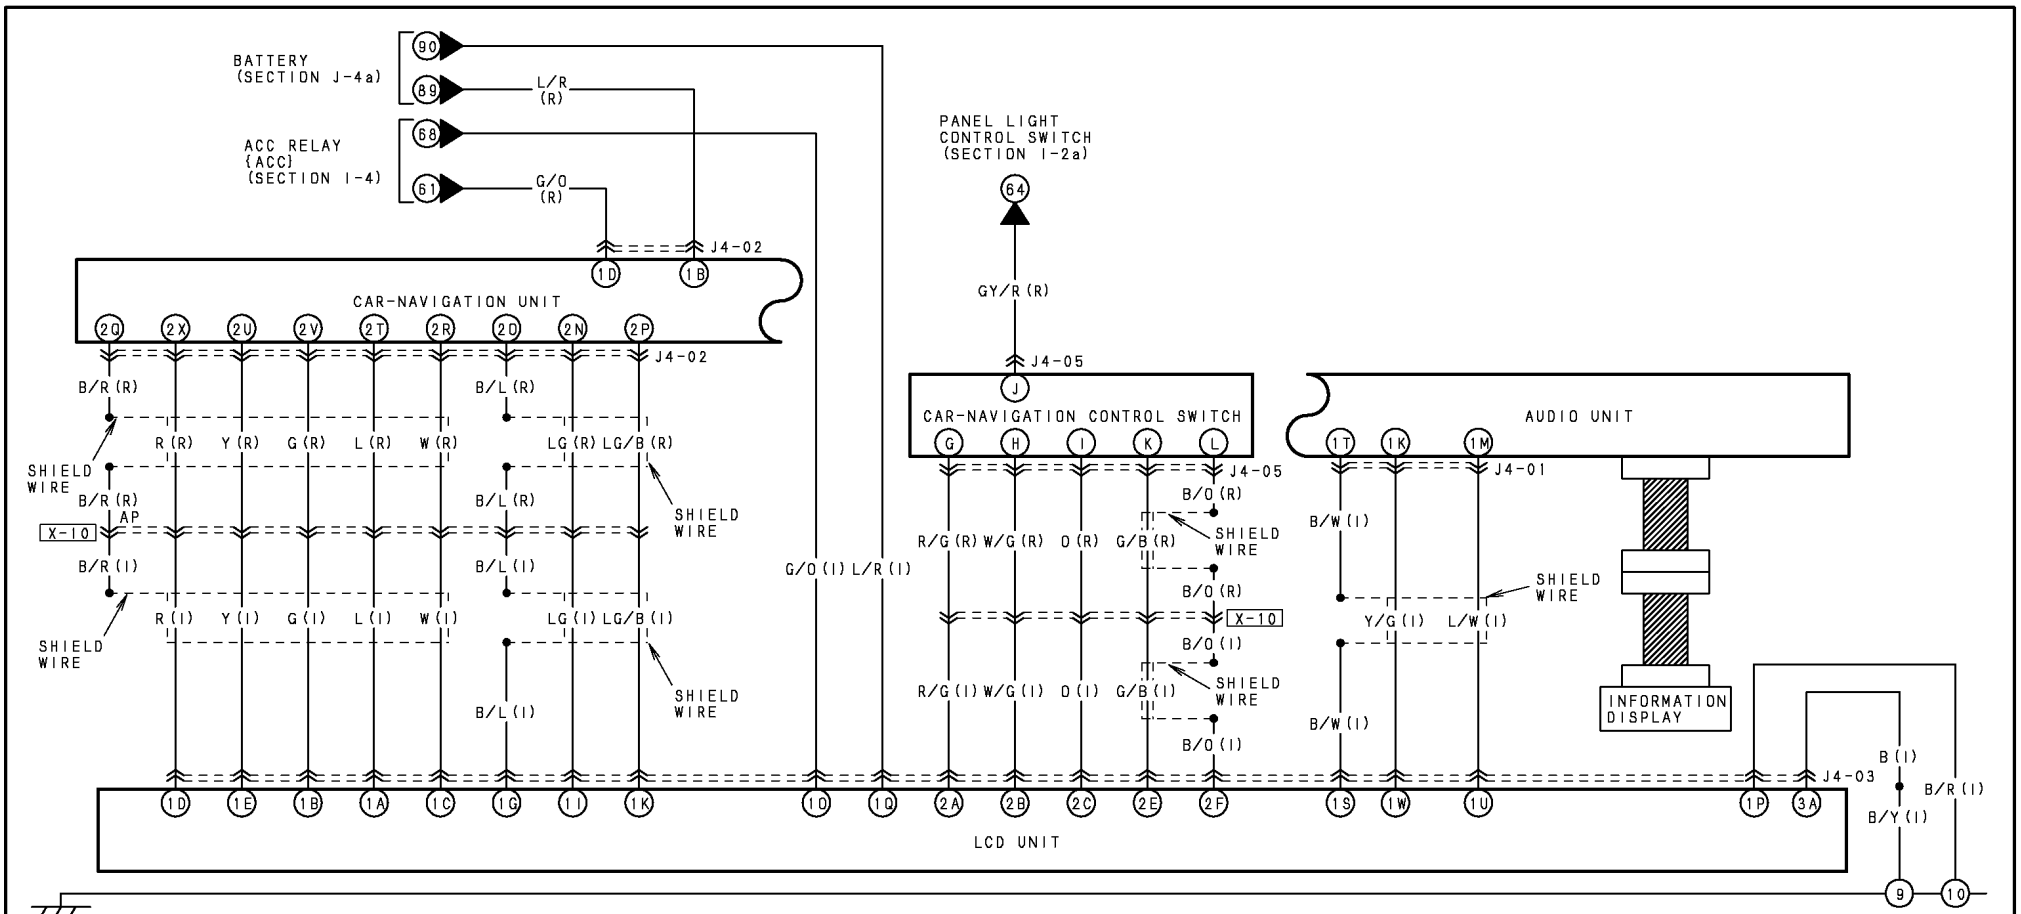 BATTERY
(SECTION J-4a)
90
89
L/R
(R)
ACC RELAY
{ACC}
(SECTION I-4)
68
61
G/O
(R)
PANEL LIGHT
CONTROL SWITCH
(SECTION I-2a)
64
GY/R (R)
J4-02
1D 1B
CAR-NAVIGATION UNIT
2Q 2X 2U 2V 2T 2R 2O 2N 2P
J4-02
J4-05
J
CAR-NAVIGATION CONTROL SWITCH
G H I K L
J4-05
AUDIO UNIT
1T 1K 1M
J4-01
B/R (R) B/L (R)
R (R) Y (R) G (R) L (R) W (R) LG (R) LG/B (R)
SHIELD
WIRE
B/R (R) B/L (R)
SHIELD
WIRE
X-10 AP
B/R (I) B/L (I)
R (I) Y (I) G (I) L (I) W (I) LG (I) LG/B (I)
SHIELD
WIRE
B/L (I)
SHIELD
WIRE
G/O (I) L/R (I)
B/O (R)
SHIELD
WIRE
R/G (R) W/G (R) O (R) G/B (R)
B/O (R)
X-10
B/O (I)
SHIELD
WIRE
R/G (I) W/G (I) O (I) G/B (I)
B/O (I)
B/W (I)
SHIELD
WIRE
Y/G (I) L/W (I)
B/W (I)
INFORMATION
DISPLAY
B (I)
J4-03
B/R (I)
B/Y (I)
1D 1E 1B 1A 1C 1G 1I 1K 1O 1Q 2A 2B 2C 2E 2F 1S 1W 1U 1P 3A
LCD UNIT
9 10